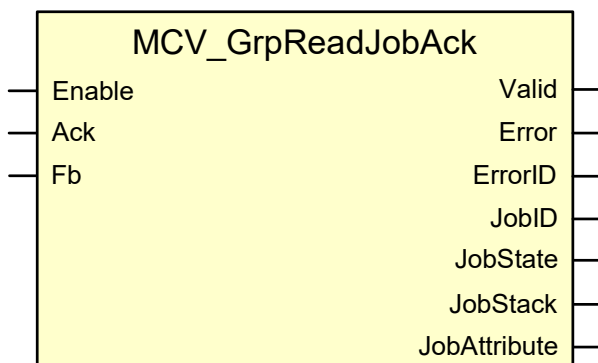 MCV_GrpReadJobAck
Enable Valid
Ack Error
Fb ErrorID
JobID
JobState
JobStack
JobAttribute